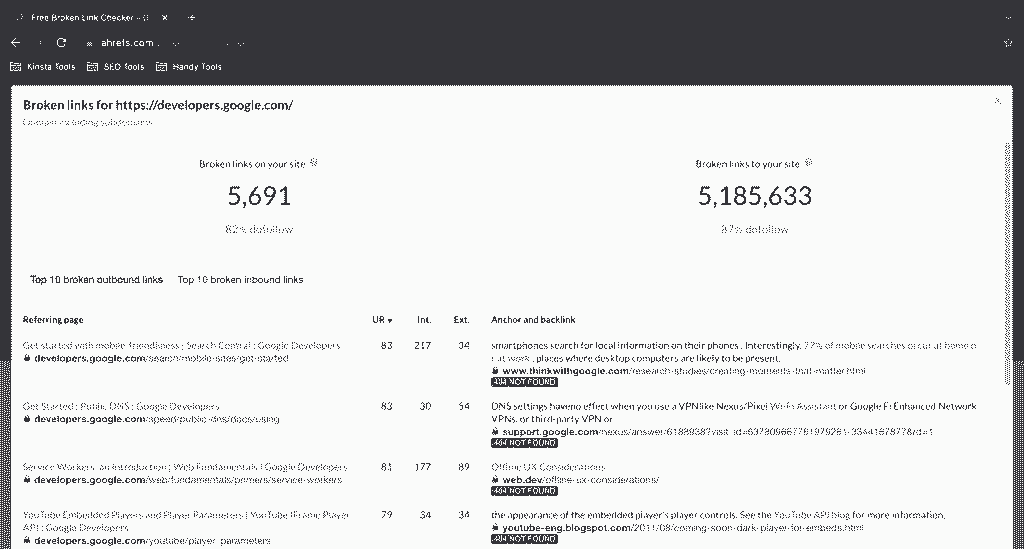 Free Broken Link Checker
ahrefs.com
Kinsta Tools SEO Tools Handy Tools
Broken links for https://developers.google.com/
Broken links on your site Broken links to your site
5,691 5,185,633
82% dofollow 87% dofollow
Top 10 broken outbound links Top 10 broken inbound links
Referring page UR ▾ Int. Ext. Anchor and backlink
Get started with mobile friendliness | Search Central | Google Developers 83 217 34 smartphones search for local information on their phones. Interestingly, 77% of mobile searches occur at home o
r at work, places where desktop computers are likely to be present.
developers.google.com/search/mobile-sites/get-started
www.thinkwithgoogle.com/research-studies/creating-moments-that-matter.html
404 NOT FOUND
Get Started | Public DNS | Google Developers 83 30 54 DNS settings have no effect when you use a VPN like Nexus/Pixel Wi-Fi Assistant or Google Fi Enhanced Network
VPNs, or third-party VPN or
developers.google.com/speed/public-dns/docs/using
support.google.com/nexus/answer/6188938
404 NOT FOUND
Service Workers: an Introduction | Web Fundamentals | Google Developers 81 177 89 Offline UX Considerations
developers.google.com/web/fundamentals/primers/service-workers web.dev/offline-ux-considerations/
404 NOT FOUND
YouTube Embedded Players and Player Parameters | YouTube IFrame Player 79 34 34 the appearance of the embedded player's player controls. See the YouTube API blog for more information.
API | Google Developers youtube-eng.blogspot.com/2011/08/coming-soon-dark-player-for-embeds.html
developers.google.com/youtube/player_parameters 404 NOT FOUND